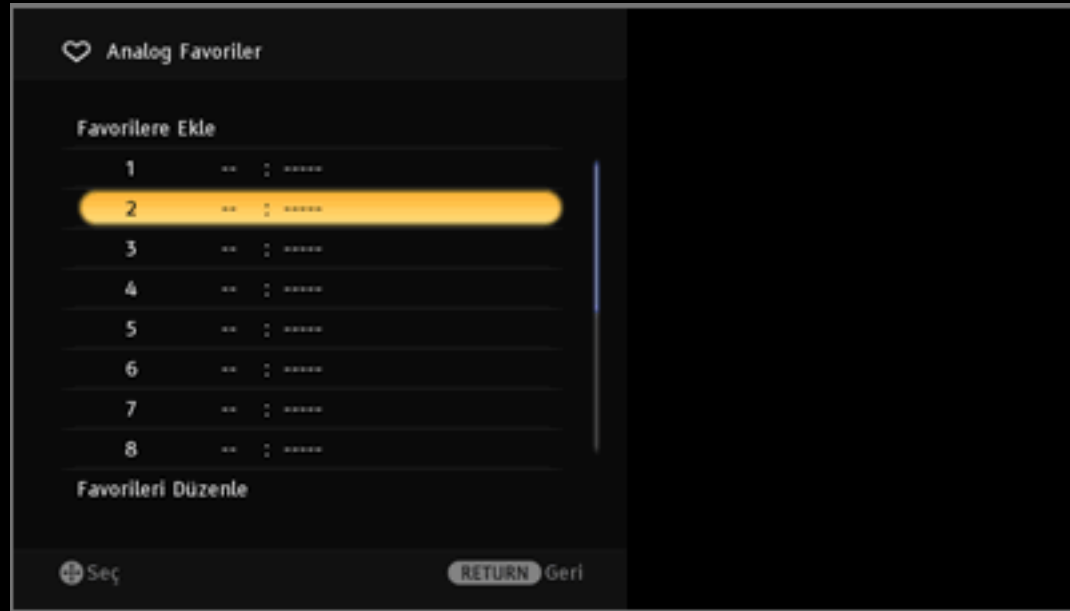 Analog Favoriler
Favorilere Ekle
1 -- : -----
2 -- : -----
3 -- : -----
4 -- : -----
5 -- : -----
6 -- : -----
7 -- : -----
8 -- : -----
Favorileri Düzenle
Seç RETURN Geri